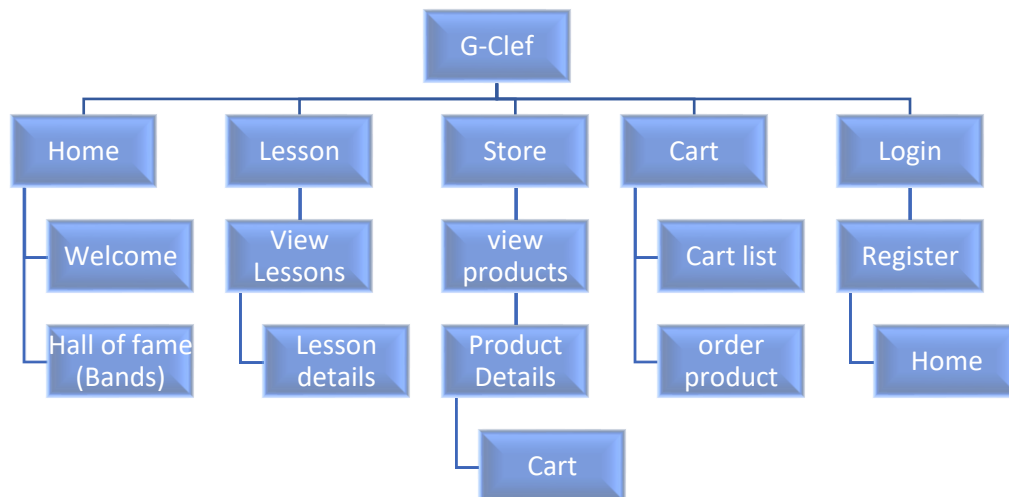 G-Clef
Home
Lesson
Store
Cart
Login
Welcome
View
Lessons
view
products
Cart list
Register
Hall of fame
(Bands)
Lesson
details
Product
Details
order
product
Home
Cart